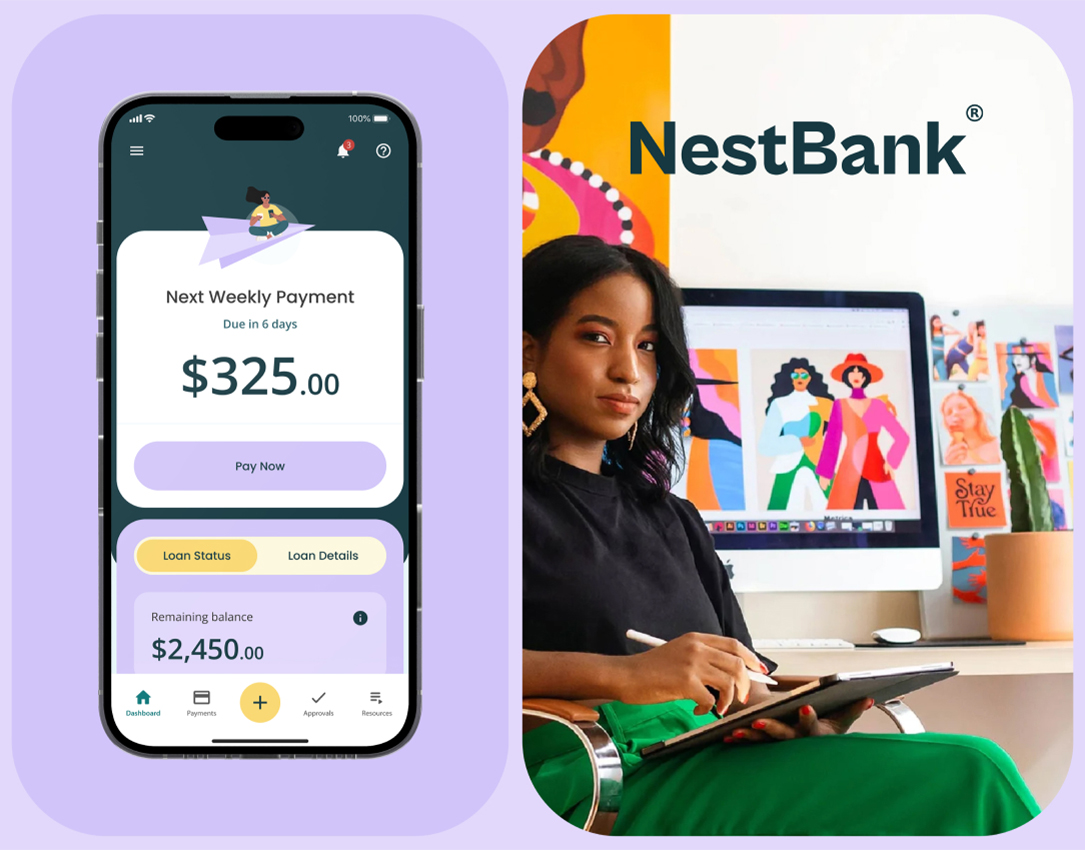 100%
3
Next Weekly Payment
Due in 6 days
$325.00
Pay Now
Loan Status
Loan Details
Remaining balance
$2,450.00
Dashboard
Payments
Approvals
Resources
NestBank®
Stay
True